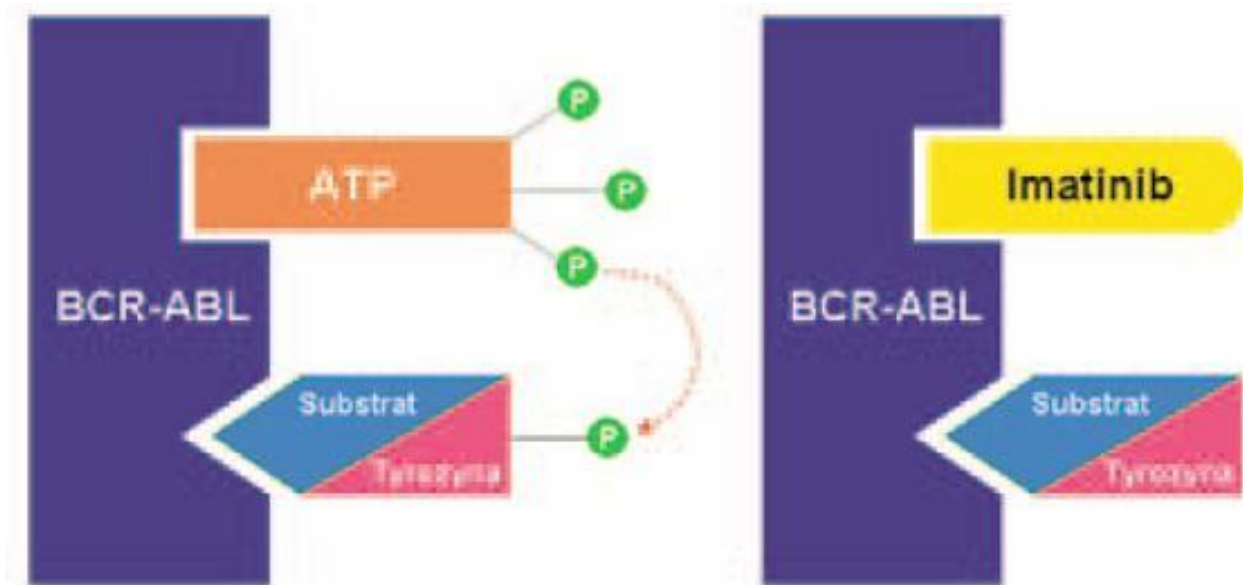 P
ATP
P
P
BCR-ABL
Substrat
Tyrozyna
P
Imatinib
BCR-ABL
Substrat
Tyrozyna